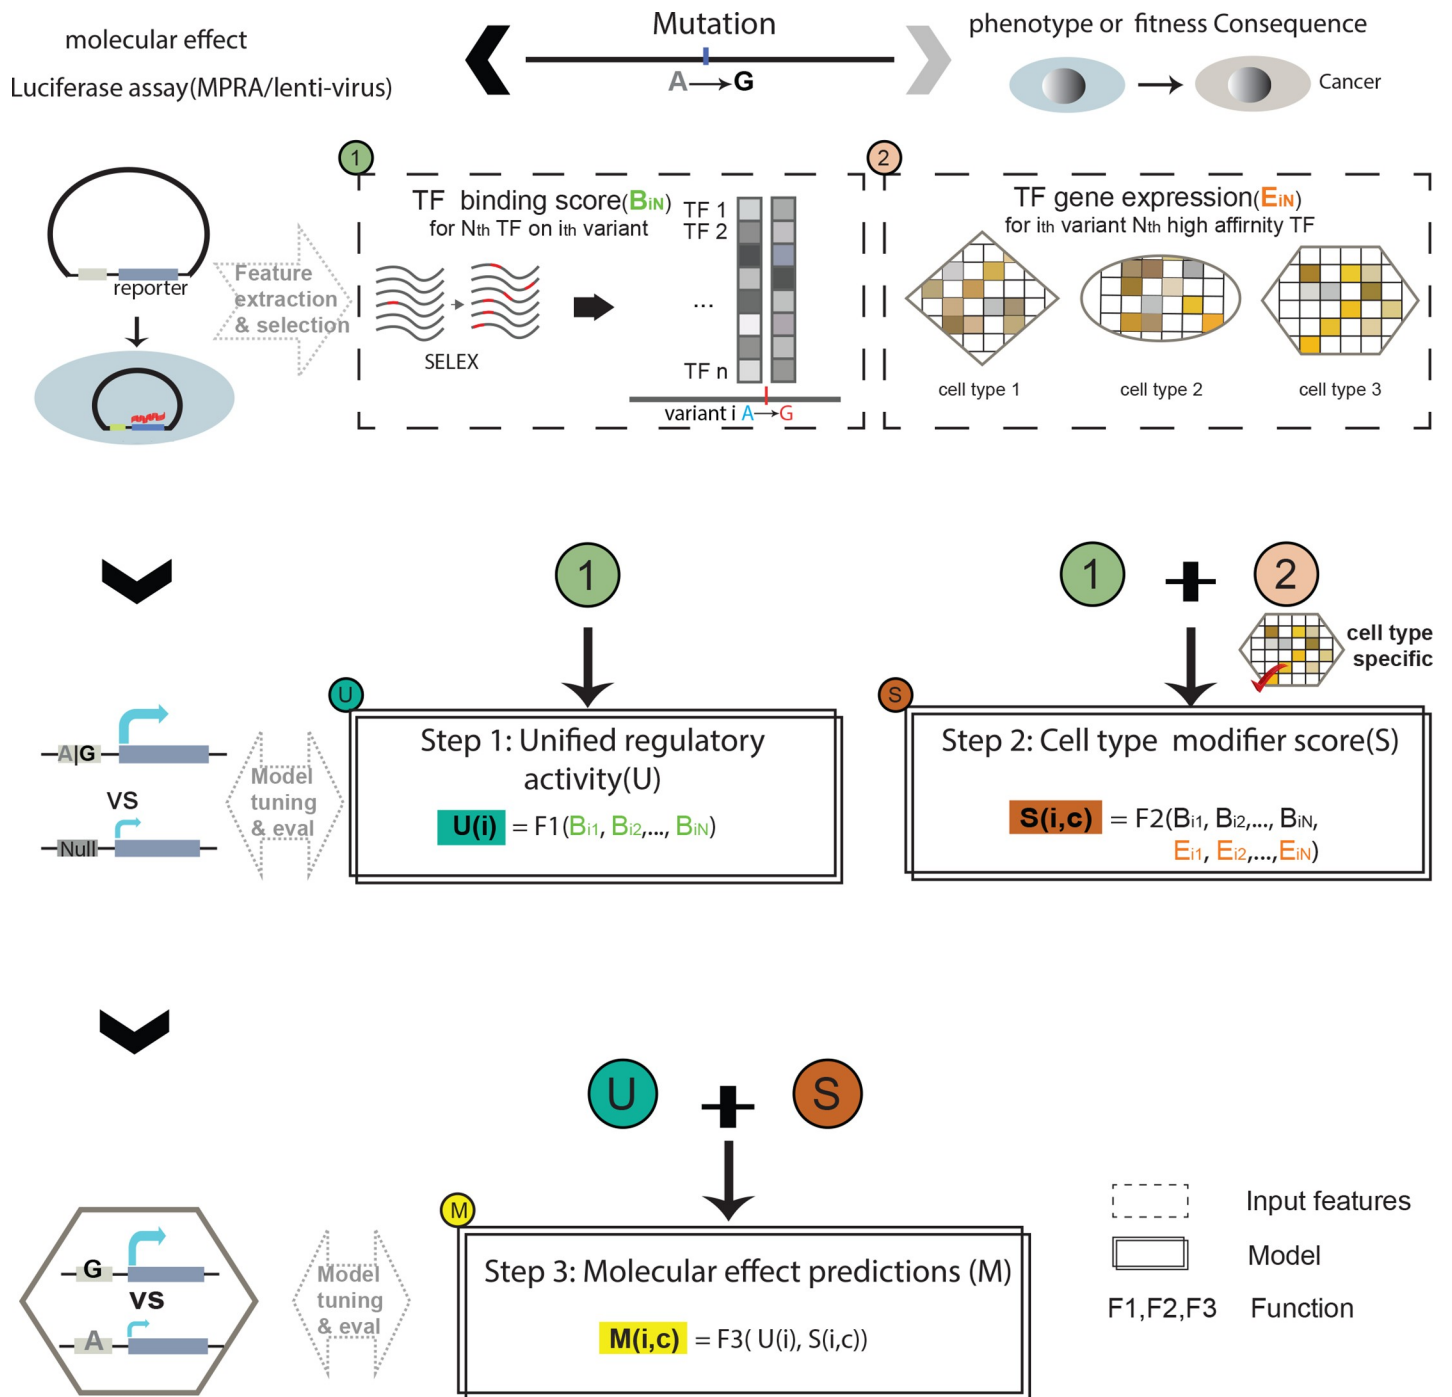 molecular effect
Luciferase assay(MPRA/lenti-virus)
Mutation
A→G
phenotype or fitness Consequence
Cancer
reporter
Feature
extraction
& selection
1
TF binding score(BiN)
for Nth TF on ith variant
SELEX
TF 1
TF 2
...
TF n
variant i A→G
2
TF gene expression(EiN)
for ith variant Nth high affirnity TF
cell type 1
cell type 2
cell type 3
1
1
2
cell type
specific
A|G
VS
Null
Model
tuning
& eval
U
Step 1: Unified regulatory
activity(U)
U(i) = F1(Bi1, Bi2,..., BiN)
S
Step 2: Cell type modifier score(S)
S(i,c) = F2(Bi1, Bi2,..., BiN,
Ei1, Ei2,...,EiN)
U
S
G
VS
A
Model
tuning
& eval
M
Step 3: Molecular effect predictions (M)
M(i,c) = F3( U(i), S(i,c))
Input features
Model
F1,F2,F3 Function